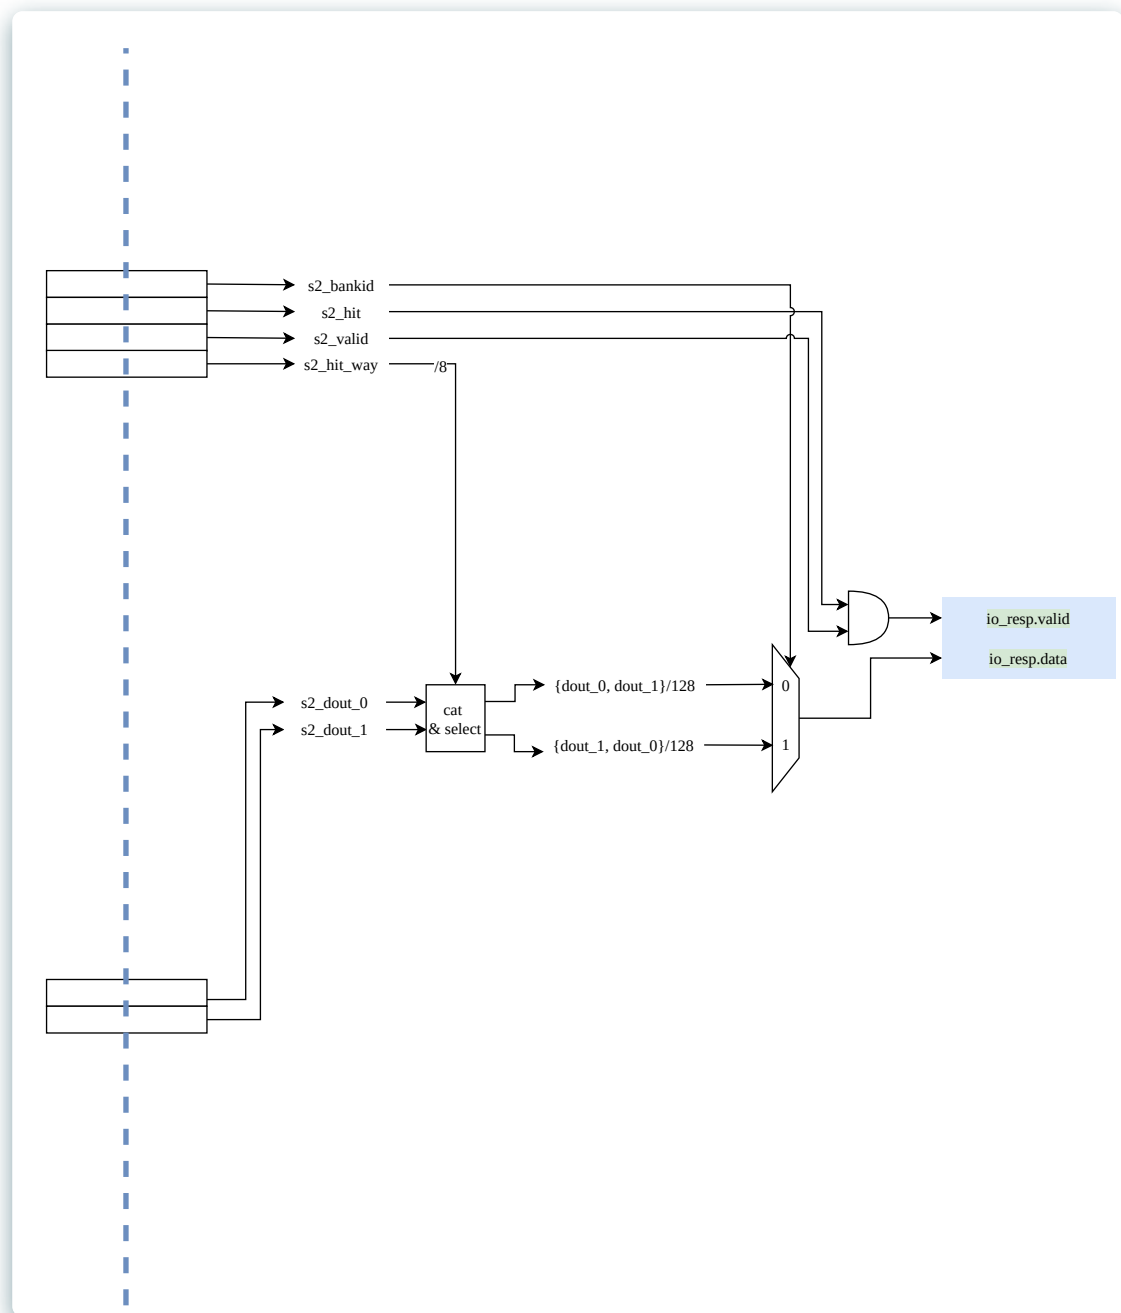 s2_bankid
s2_hit
s2_valid
s2_hit_way
/8
io_resp.valid
io_resp.data
s2_dout_0
s2_dout_1
cat
& select
{dout_0, dout_1}/128
{dout_1, dout_0}/128
0
1